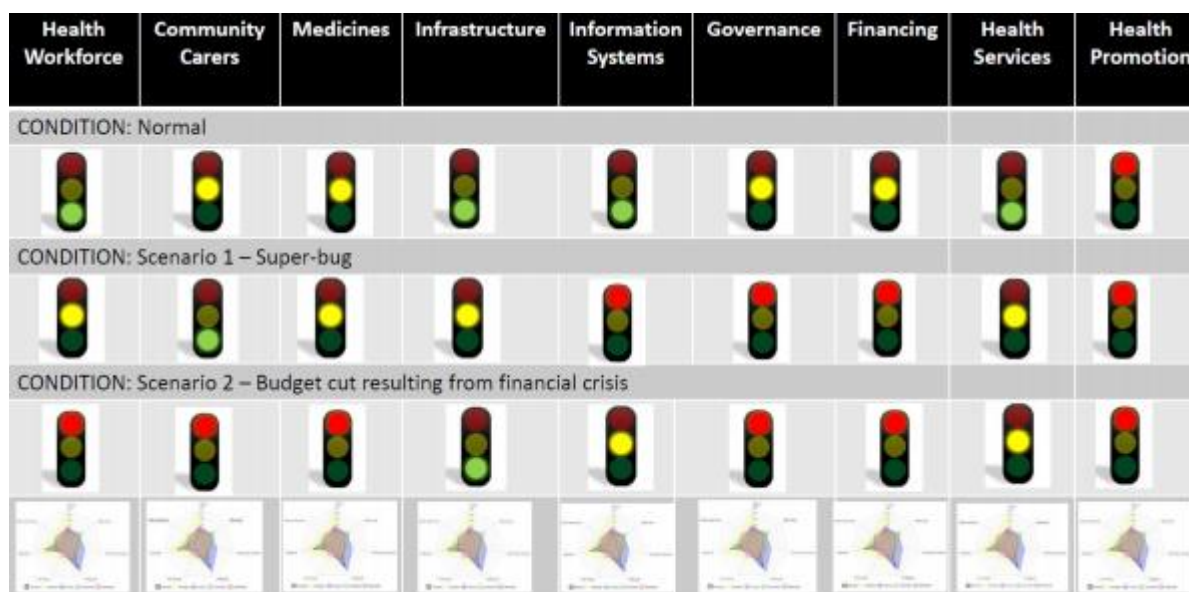 Health Workforce
Community Carers
Medicines
Infrastructure
Information Systems
Governance
Financing
Health Services
Health Promotion
CONDITION: Normal
CONDITION: Scenario 1 – Super-bug
CONDITION: Scenario 2 – Budget cut resulting from financial crisis